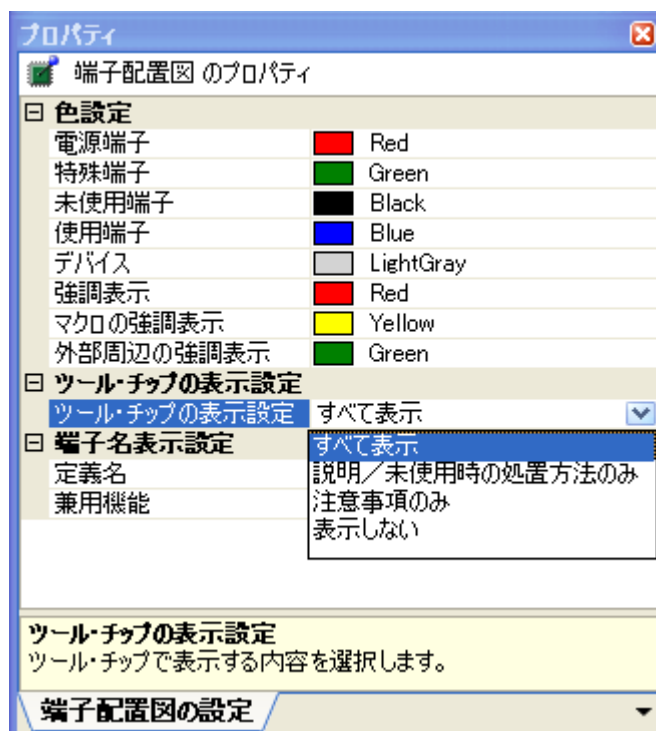 プロパティ
端子配置図 のプロパティ
色設定
電源端子 Red
特殊端子 Green
未使用端子 Black
使用端子 Blue
デバイス LightGray
強調表示 Red
マクロの強調表示 Yellow
外部周辺の強調表示 Green
ツール・チップの表示設定
ツール・チップの表示設定 すべて表示
端子名表示設定 すべて表示
定義名 説明／未使用時の処置方法のみ
兼用機能 注意事項のみ
表示しない
ツール・チップの表示設定
ツール・チップで表示する内容を選択します。
端子配置図の設定